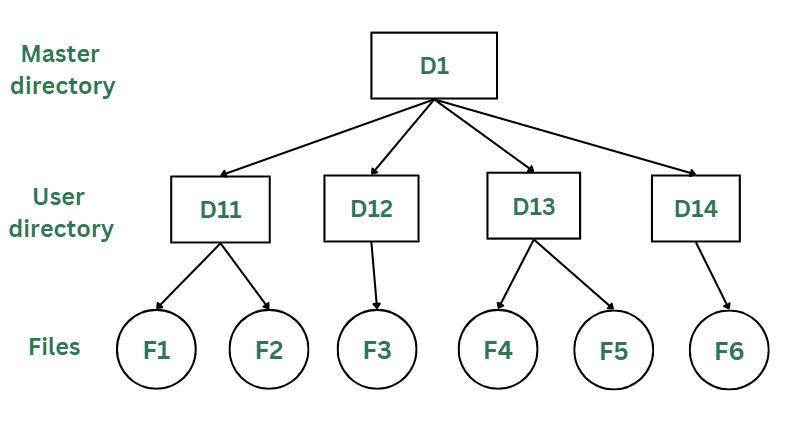 Master
directory
D1
User
directory
D11
D12
D13
D14
Files
F1
F2
F3
F4
F5
F6